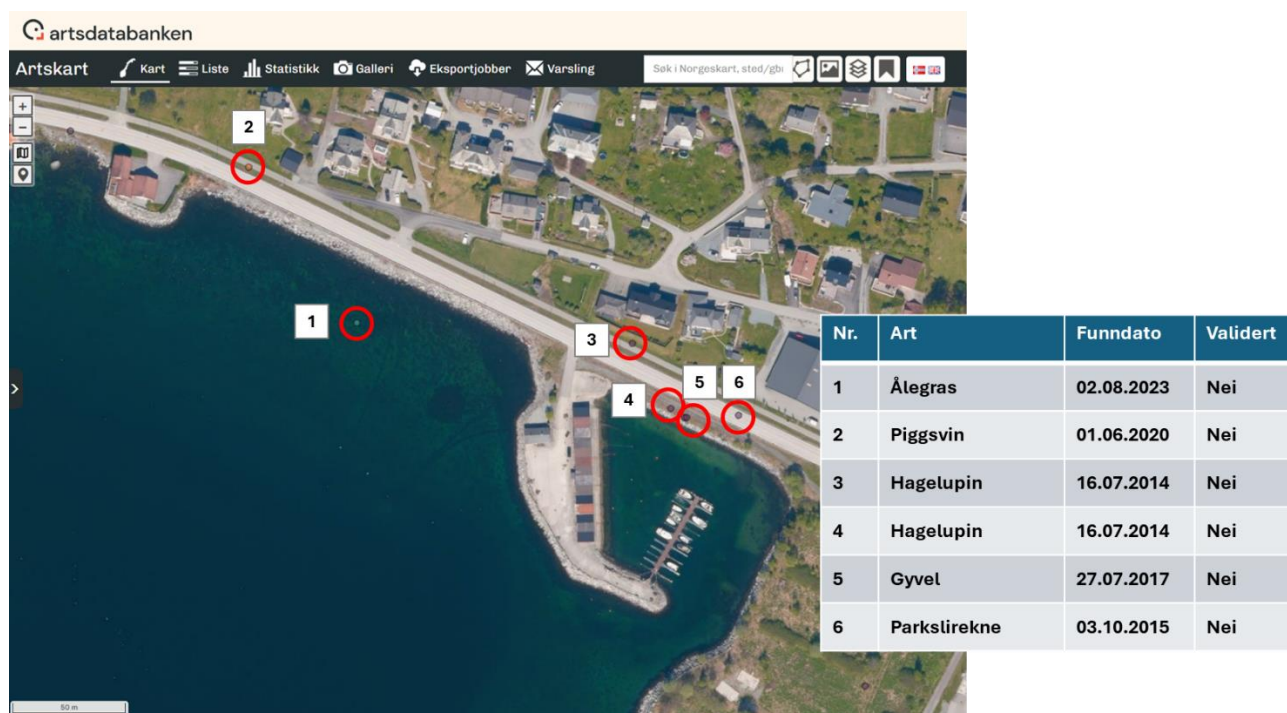 artsdatabanken
Artskart Kart Liste Statistikk Galleri Eksportjobber Varsling Søk i Norgeskart, sted/gbr
+
−
2
1
3
5 6
4
50 m
Nr. Art Funndato Validert
1 Ålegras 02.08.2023 Nei
2 Piggsvin 01.06.2020 Nei
3 Hagelupin 16.07.2014 Nei
4 Hagelupin 16.07.2014 Nei
5 Gyvel 27.07.2017 Nei
6 Parkslirekne 03.10.2015 Nei